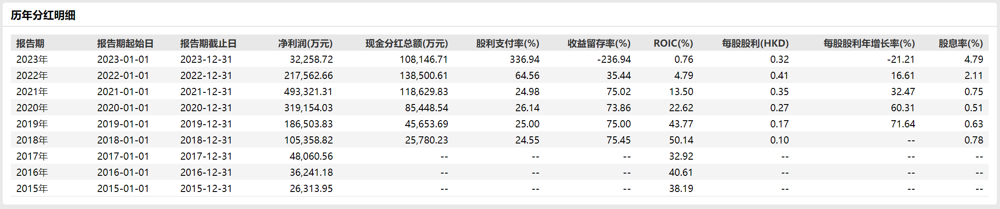 历年分红明细
报告期 报告期起始日 报告期截止日 净利润(万元) 现金分红总额(万元) 股利支付率(%) 收益留存率(%) ROIC(%) 每股股利(HKD) 每股股利年增长率(%) 股息率(%)
2023年 2023-01-01 2023-12-31 32,258.72 108,146.71 336.94 -236.94 0.76 0.32 -21.21 4.79
2022年 2022-01-01 2022-12-31 217,562.66 138,500.61 64.56 35.44 4.79 0.41 16.61 2.11
2021年 2021-01-01 2021-12-31 493,321.31 118,629.83 24.98 75.02 13.50 0.35 32.47 0.75
2020年 2020-01-01 2020-12-31 319,154.03 85,448.54 26.14 73.86 22.62 0.27 60.31 0.51
2019年 2019-01-01 2019-12-31 186,503.83 45,653.69 25.00 75.00 43.77 0.17 71.64 0.63
2018年 2018-01-01 2018-12-31 105,358.82 25,780.23 24.55 75.45 50.14 0.10 -- 0.78
2017年 2017-01-01 2017-12-31 48,060.56 -- -- -- 32.92 -- -- --
2016年 2016-01-01 2016-12-31 36,241.18 -- -- -- 40.61 -- -- --
2015年 2015-01-01 2015-12-31 26,313.95 -- -- -- 38.19 -- -- --